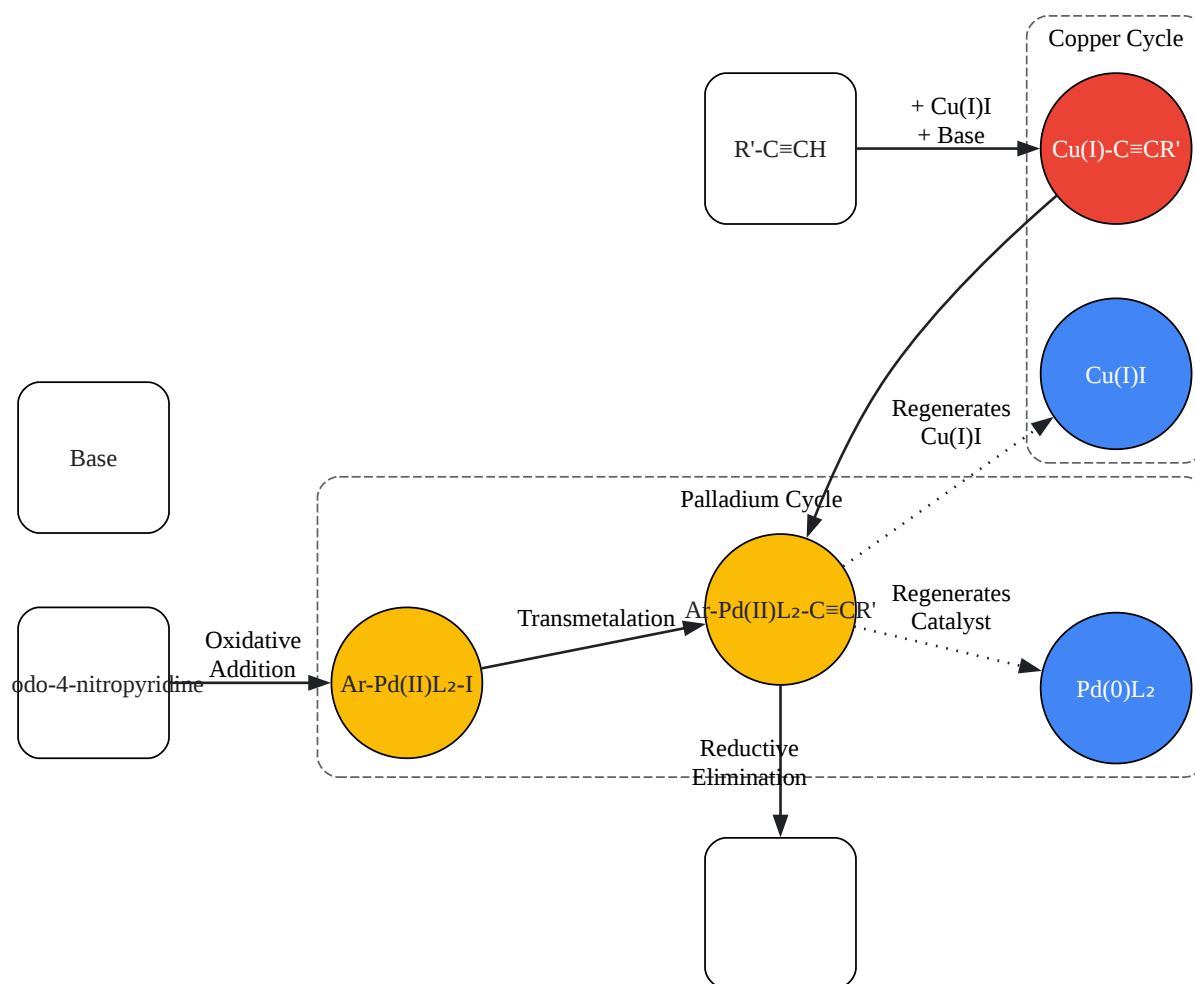 Copper Cycle
R'-C≡CH
+ Cu(I)I
+ Base
Cu(I)-C≡CR'
Cu(I)I
Regenerates
Cu(I)I
Base
Palladium Cycle
Ar-Pd(II)L₂-C≡CR'
Transmetalation
Regenerates
Catalyst
Oxidative
Addition
odo-4-nitropyridine
Ar-Pd(II)L₂-I
Pd(0)L₂
Reductive
Elimination